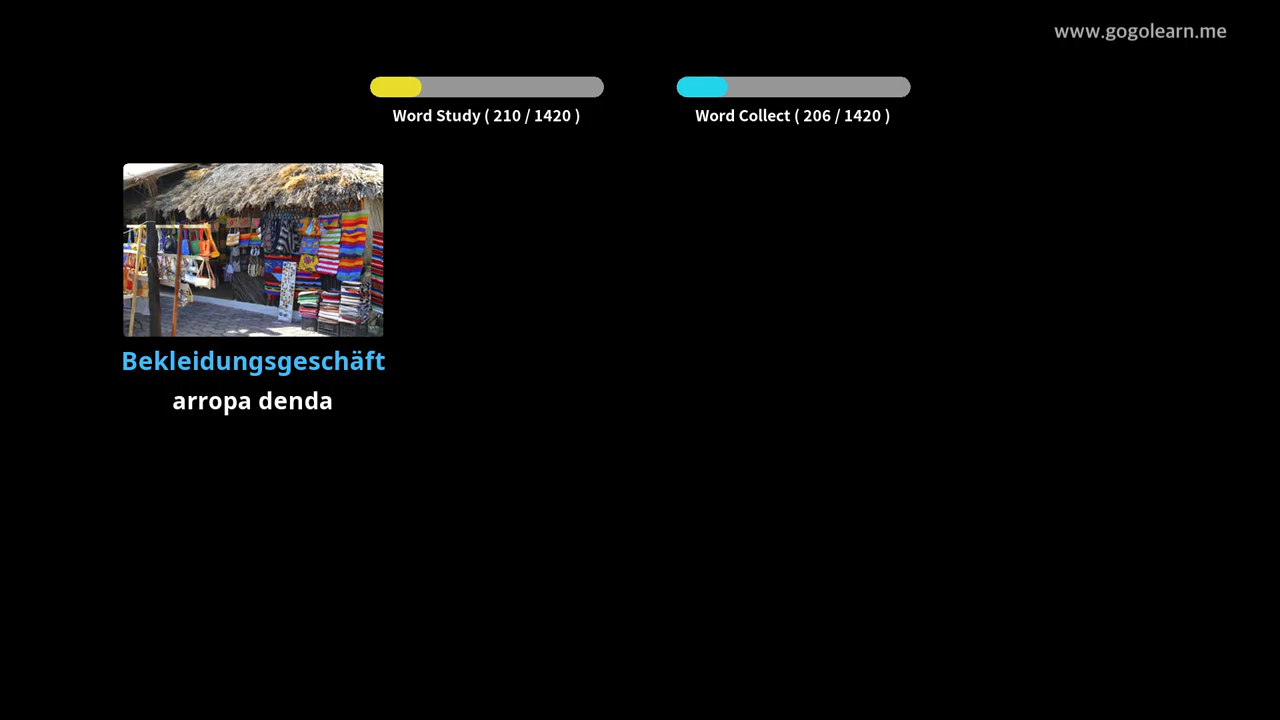 www.gogolearn.me
Word Study ( 210 / 1420 )
Word Collect ( 206 / 1420 )
Bekleidungsgeschäft
arropa denda